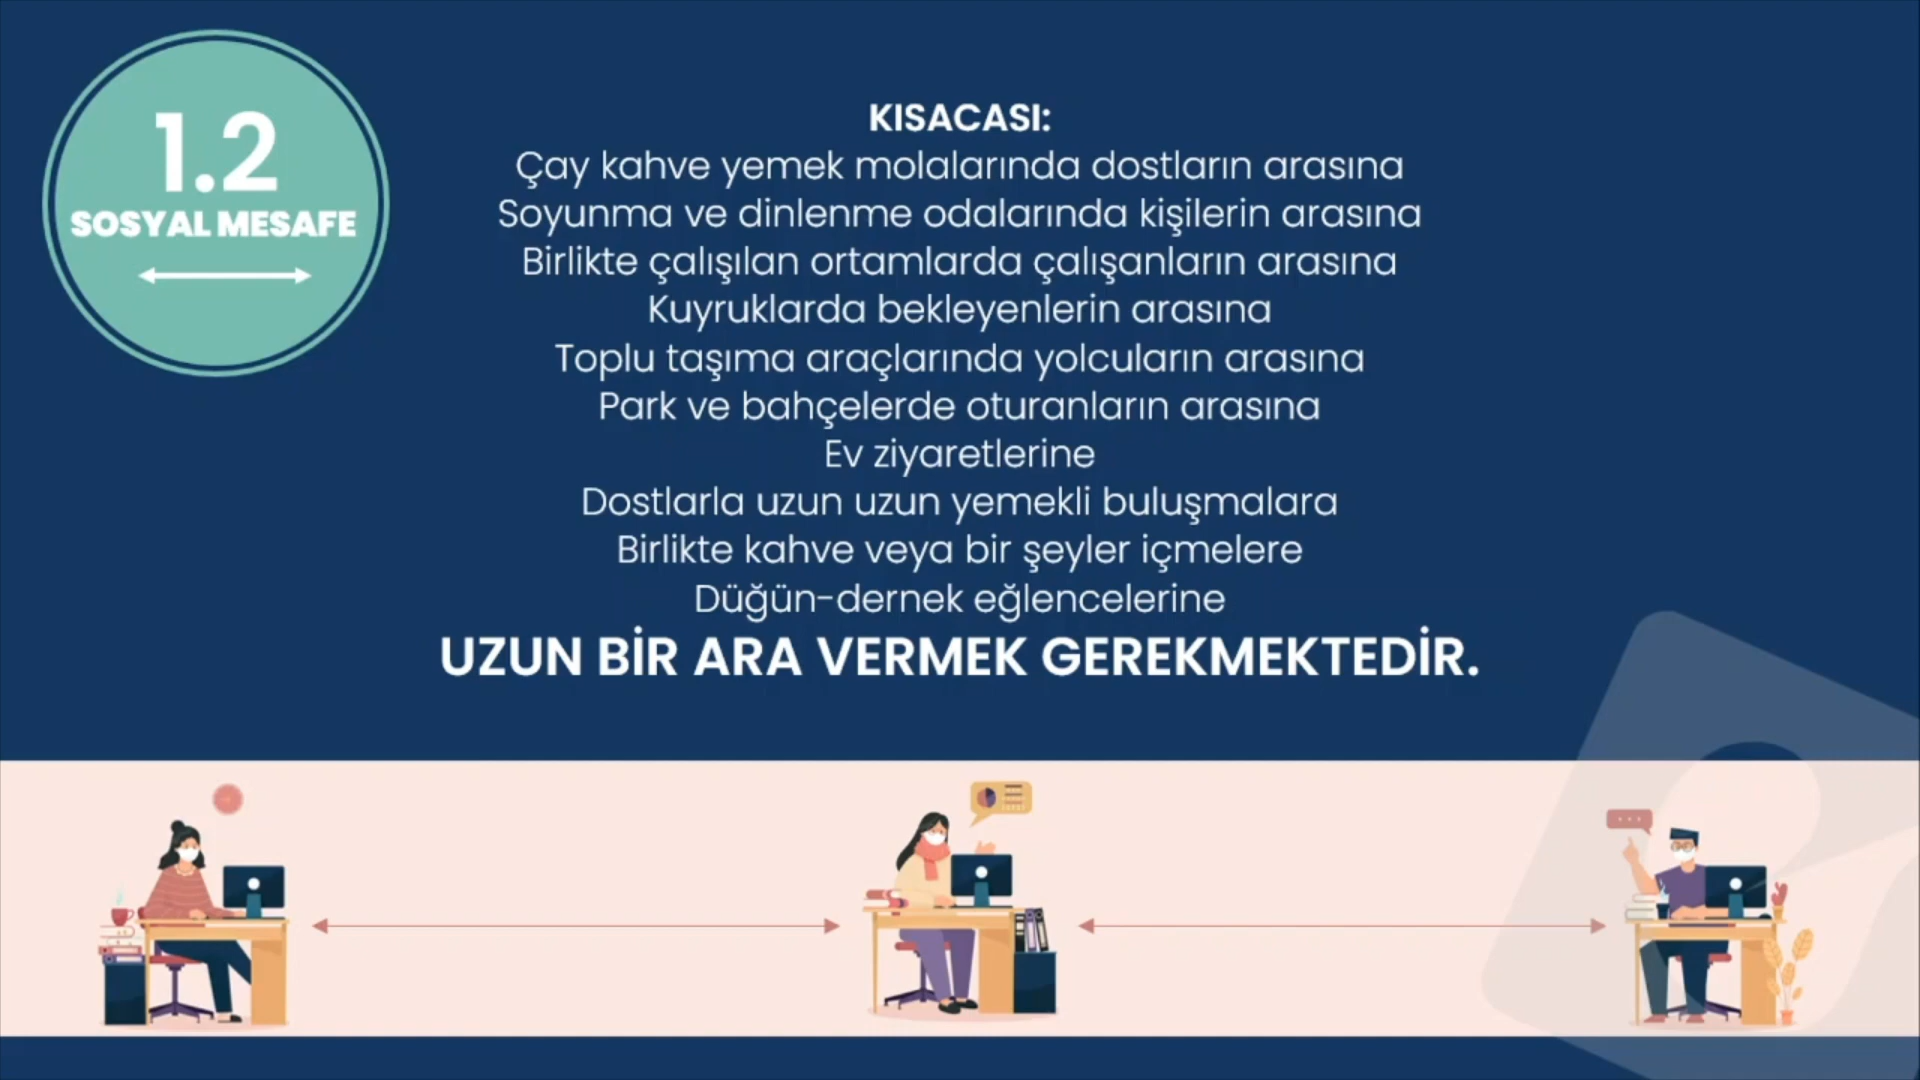 1.2
SOSYAL MESAFE
KISACASI:
Çay kahve yemek molalarında dostların arasına
Soyunma ve dinlenme odalarında kişilerin arasına
Birlikte çalışılan ortamlarda çalışanların arasına
Kuyruklarda bekleyenlerin arasına
Toplu taşıma araçlarında yolcuların arasına
Park ve bahçelerde oturanların arasına
Ev ziyaretlerine
Dostlarla uzun uzun yemekli buluşmalara
Birlikte kahve veya bir şeyler içmelere
Düğün-dernek eğlencelerine
UZUN BİR ARA VERMEK GEREKMEKTEDİR.